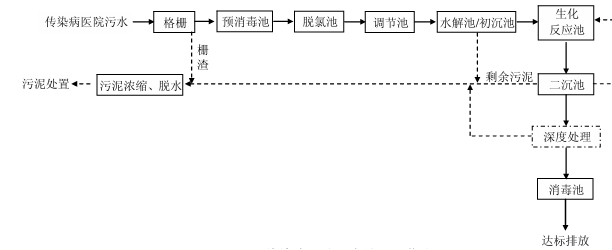 传染病医院污水
格栅
预消毒池
脱氯池
调节池
水解池/初沉池
生化
反应池
栅
渣
污泥处置
污泥浓缩、脱水
剩余污泥
二沉池
深度处理
消毒池
达标排放